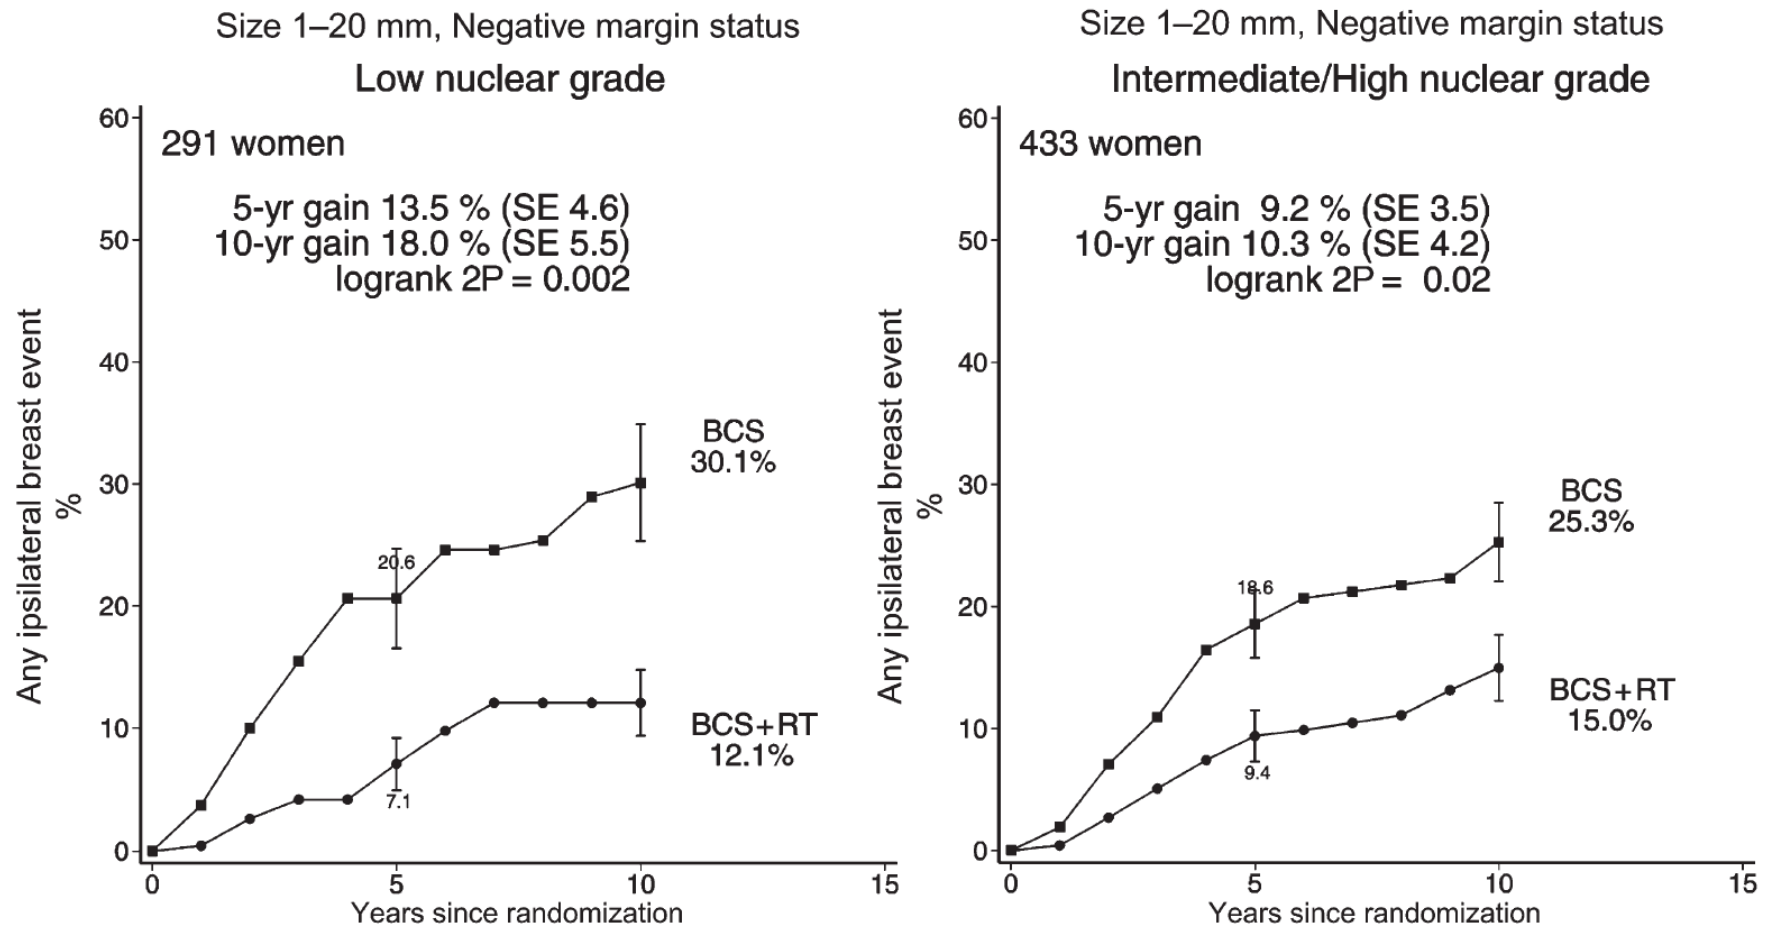 Size 1–20 mm, Negative margin status
Low nuclear grade
60
291 women
5-yr gain 13.5 % (SE 4.6)
50
10-yr gain 18.0 % (SE 5.5)
logrank 2P = 0.002
40
Any ipsilateral breast event
%
BCS
30.1%
30
20.6
20
BCS+RT
12.1%
10
7.1
0
0
5
10
15
Years since randomization
Size 1–20 mm, Negative margin status
Intermediate/High nuclear grade
60
433 women
5-yr gain 9.2 % (SE 3.5)
50
10-yr gain 10.3 % (SE 4.2)
logrank 2P = 0.02
40
Any ipsilateral breast event
%
30
BCS
25.3%
18.6
20
BCS+RT
15.0%
10
9.4
0
0
5
10
15
Years since randomization